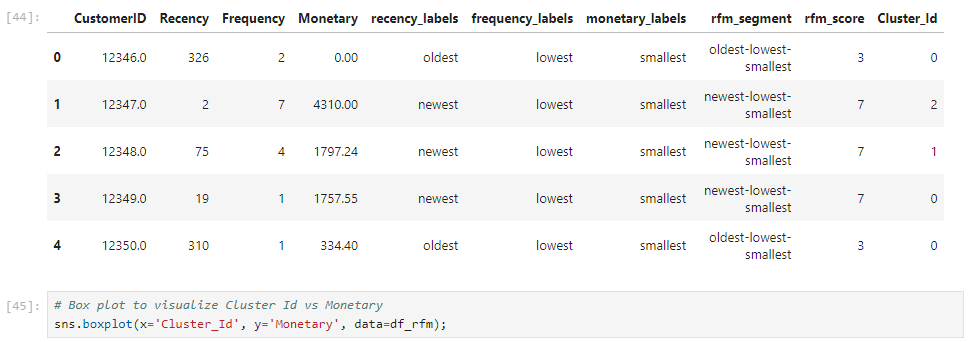 [44]:
CustomerID Recency Frequency Monetary recency_labels frequency_labels monetary_labels rfm_segment rfm_score Cluster_Id
0 12346.0 326 2 0.00 oldest lowest smallest oldest-lowest-smallest 3 0
1 12347.0 2 7 4310.00 newest lowest smallest newest-lowest-smallest 7 2
2 12348.0 75 4 1797.24 newest lowest smallest newest-lowest-smallest 7 1
3 12349.0 19 1 1757.55 newest lowest smallest newest-lowest-smallest 7 0
4 12350.0 310 1 334.40 oldest lowest smallest oldest-lowest-smallest 3 0
[45]:
# Box plot to visualize Cluster Id vs Monetary
sns.boxplot(x='Cluster_Id', y='Monetary', data=df_rfm);